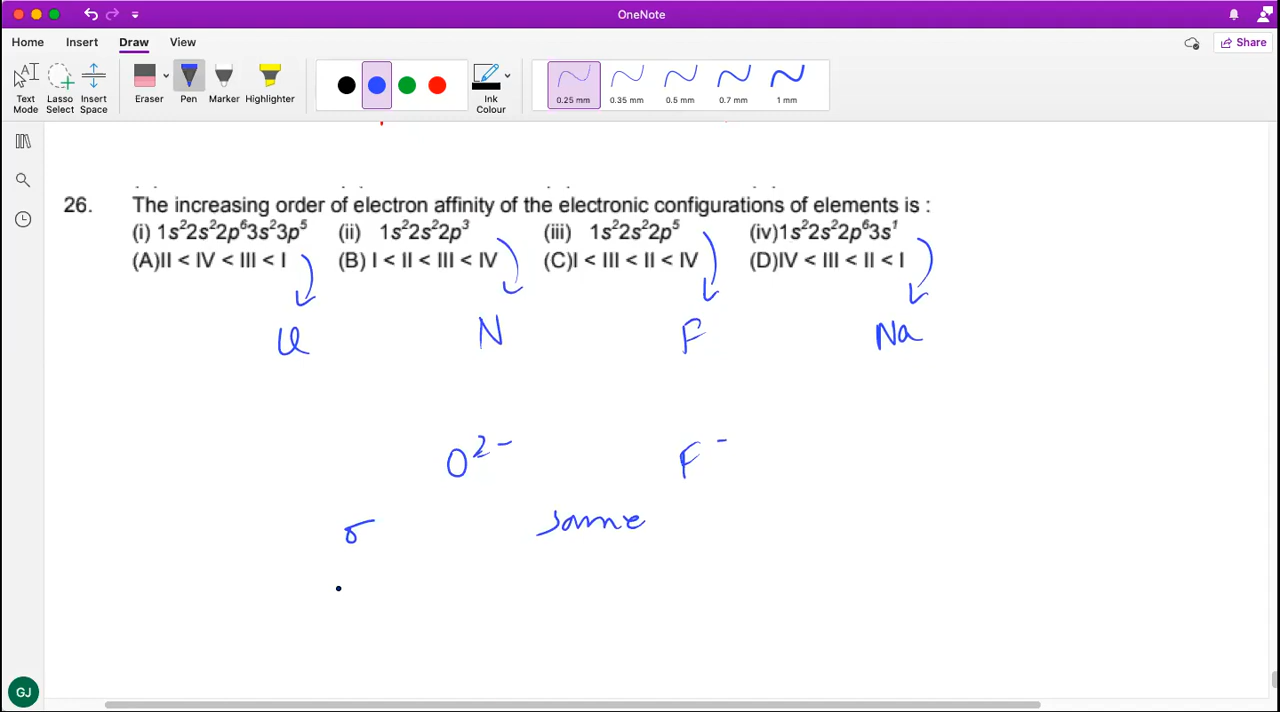 OneNote
Home Insert Draw View
Share
Text Mode Lasso Select Insert Space Eraser Pen Marker Highlighter Ink Colour 0.25 mm 0.35 mm 0.5 mm 0.7 mm 1 mm
26. The increasing order of electron affinity of the electronic configurations of elements is :
(i) 1s²2s²2p⁶3s²3p⁵ (ii) 1s²2s²2p³ (iii) 1s²2s²2p⁵ (iv)1s²2s²2p⁶3s¹
(A)II < IV < III < I (B) I < II < III < IV (C)I < III < II < IV (D)IV < III < II < I
Cl N F Na
O²⁻ F⁻
σ same
GJ